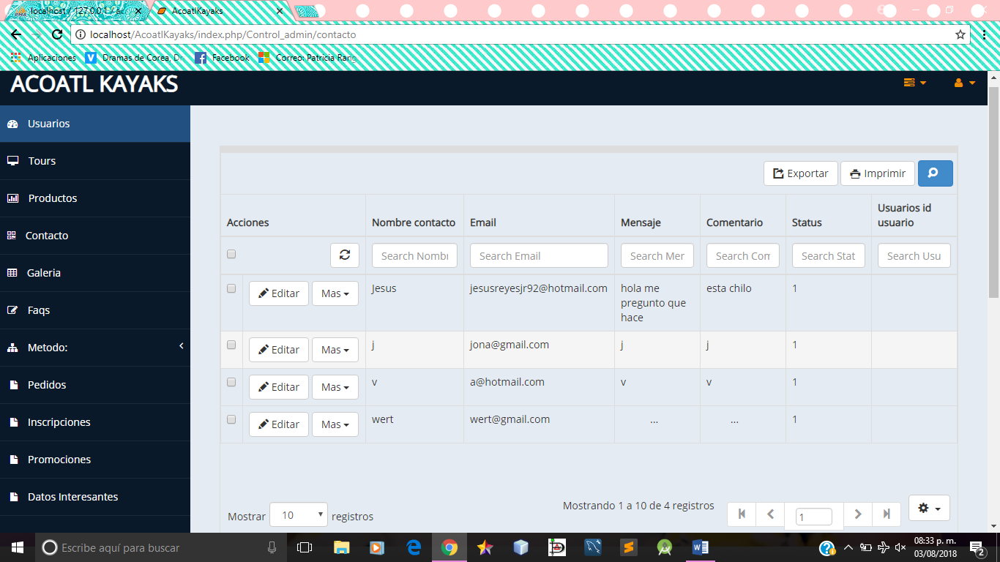 localhost / 127.0.0.1 / ac
AcoatlKayaks
localhost/AcoatlKayaks/index.php/Control_admin/contacto
Aplicaciones
Dramas de Corea, Dr
Facebook
Correo: Patricia Rang
ACOATL KAYAKS
Usuarios
Tours
Productos
Contacto
Galeria
Faqs
Metodo:
Pedidos
Inscripciones
Promociones
Datos Interesantes
Exportar
Imprimir
Acciones
Nombre contacto
Email
Mensaje
Comentario
Status
Usuarios id
usuario
Search Nombr
Search Email
Search Mer
Search Com
Search Stat
Search Usu
Editar
Mas
Jesus
jesusreyesjr92@hotmail.com
hola me
pregunto que
hace
esta chilo
1
Editar
Mas
j
jona@gmail.com
j
j
1
Editar
Mas
v
a@hotmail.com
v
v
1
Editar
Mas
wert
wert@gmail.com
...
...
1
Mostrar
10
registros
Mostrando 1 a 10 de 4 registros
1
Escribe aquí para buscar
08:33 p. m.
03/08/2018
2